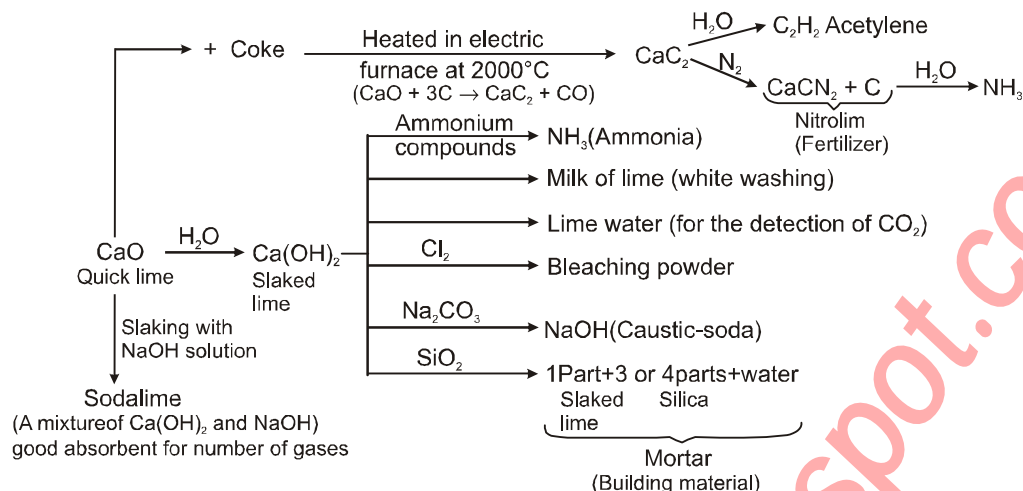 + Coke
Heated in electric
furnace at 2000°C
(CaO + 3C → CaC₂ + CO)
CaC₂
H₂O
C₂H₂ Acetylene
N₂
CaCN₂ + C
H₂O
NH₃
Nitrolim
(Fertilizer)
Ammonium
compounds
NH₃(Ammonia)
Milk of lime (white washing)
Lime water (for the detection of CO₂)
CaO
Quick lime
H₂O
Ca(OH)₂
Slaked
lime
Cl₂
Bleaching powder
Na₂CO₃
NaOH(Caustic-soda)
SiO₂
1Part+3 or 4parts+water
Slaked
lime
Silica
Mortar
(Building material)
Slaking with
NaOH solution
Sodalime
(A mixtureof Ca(OH)₂ and NaOH)
good absorbent for number of gases
spot.c